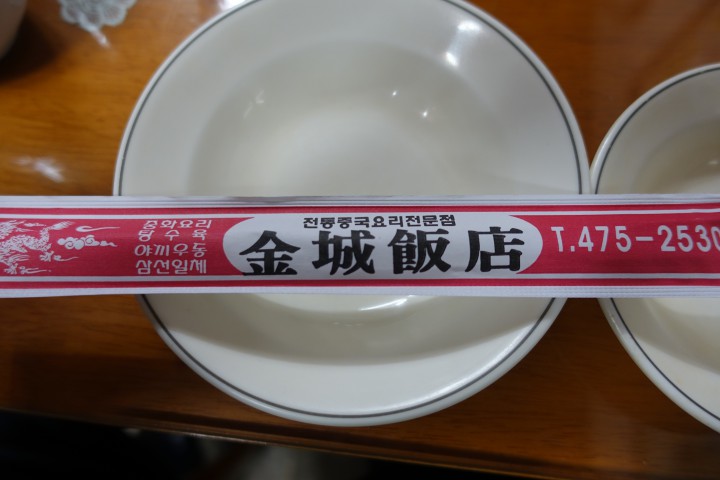 중화요리
탕수육
야끼우동
삼선일체
전통중국요리전문점
金城飯店
T.475-2530